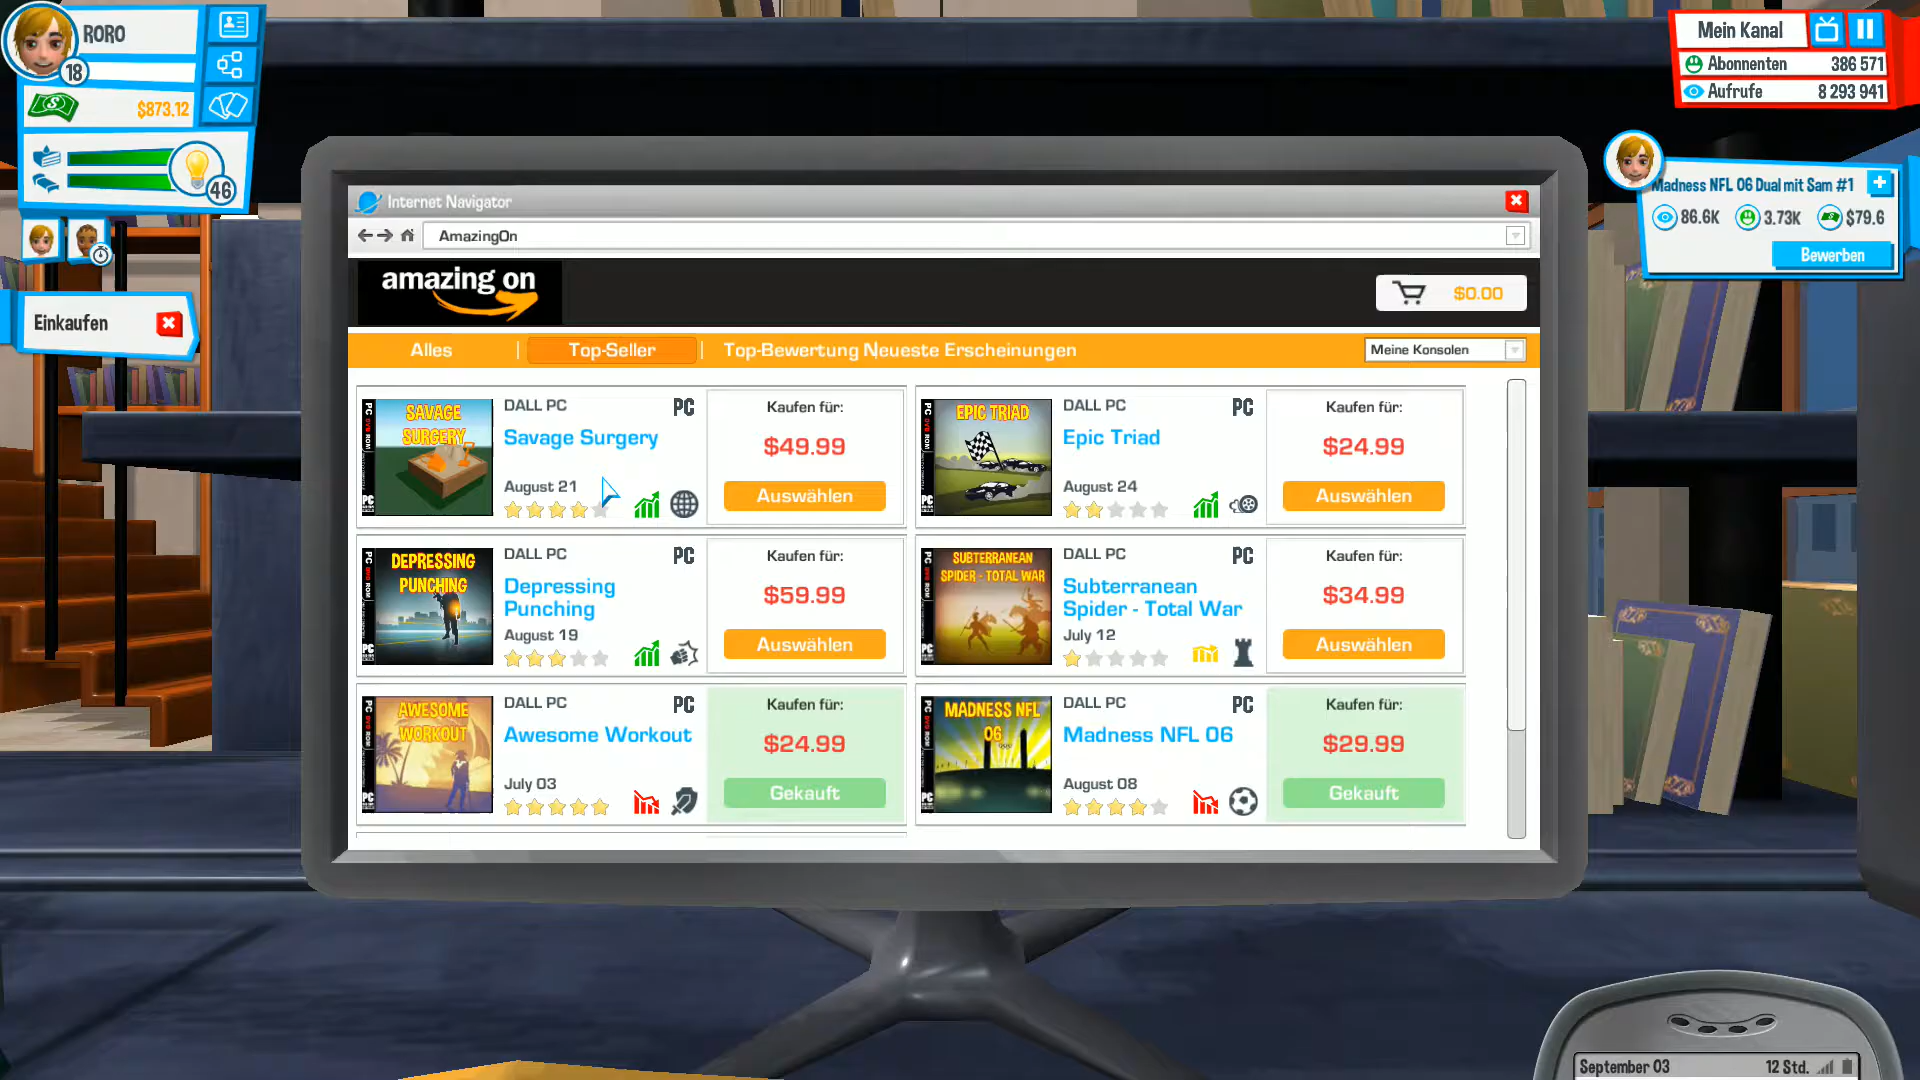 RORO
18
$873.12
46
Einkaufen
Mein Kanal
Abonnenten 386 571
Aufrufe 8 293 941
Madness NFL 06 Dual mit Sam #1
86.6K 3.73K $79.6
Bewerben
Internet Navigator
AmazingOn
amazing on
$0.00
Alles
Top-Seller
Top-Bewertung
Neueste Erscheinungen
Meine Konsolen
SAVAGE
SURGERY
PC
DALL PC PC
Savage Surgery
August 21
Kaufen für:
$49.99
Auswählen
EPIC TRIAD
PC
DALL PC PC
Epic Triad
August 24
Kaufen für:
$24.99
Auswählen
DEPRESSING
PUNCHING
PC
DALL PC PC
Depressing
Punching
August 19
Kaufen für:
$59.99
Auswählen
SUBTERRANEAN
SPIDER - TOTAL WAR
PC
DALL PC PC
Subterranean
Spider - Total War
July 12
Kaufen für:
$34.99
Auswählen
AWESOME
WORKOUT
PC
DALL PC PC
Awesome Workout
July 03
Kaufen für:
$24.99
Gekauft
MADNESS NFL
06
PC
DALL PC PC
Madness NFL 06
August 08
Kaufen für:
$29.99
Gekauft
September 03 12 Std.